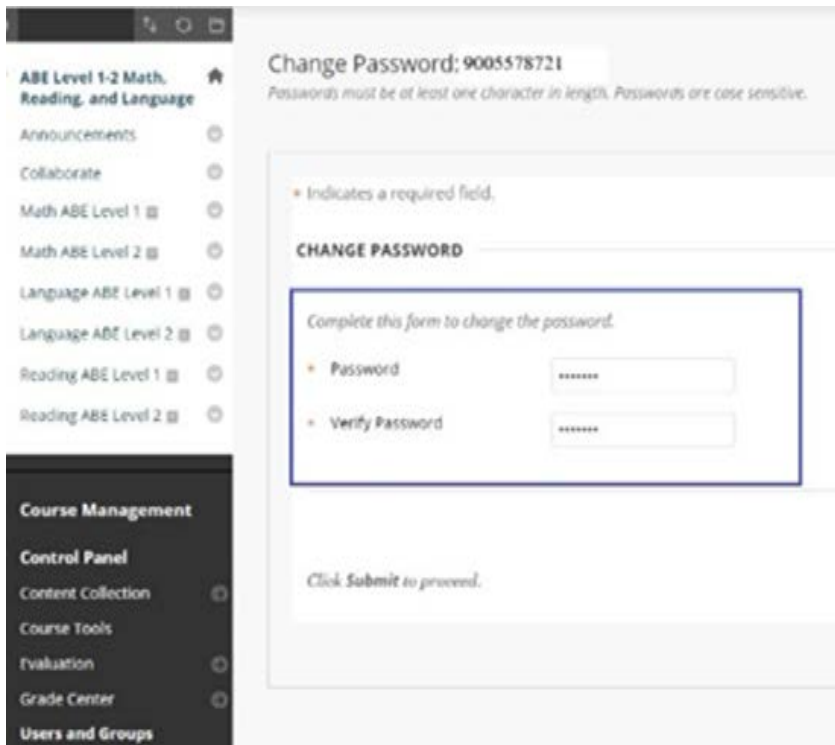 ABE Level 1-2 Math,
Reading, and Language
Announcements
Collaborate
Math ABE Level 1
Math ABE Level 2
Language ABE Level 1
Language ABE Level 2
Reading ABE Level 1
Reading ABE Level 2
Course Management
Control Panel
Content Collection
Course Tools
Evaluation
Grade Center
Users and Groups
Change Password: 9005578721
Passwords must be at least one character in length. Passwords are case sensitive.
* Indicates a required field.
CHANGE PASSWORD
Complete this form to change the password.
* Password •••••••
* Verify Password •••••••
Click Submit to proceed.